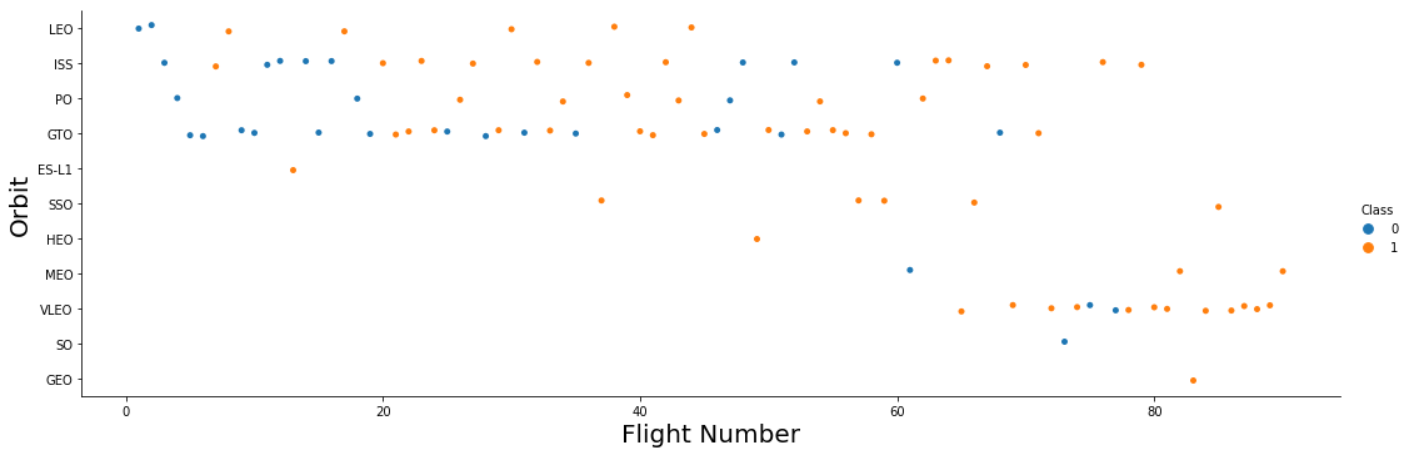 Orbit
LEO
ISS
PO
GTO
ES-L1
SSO
HEO
MEO
VLEO
SO
GEO
0 20 40 60 80
Flight Number
Class
0
1